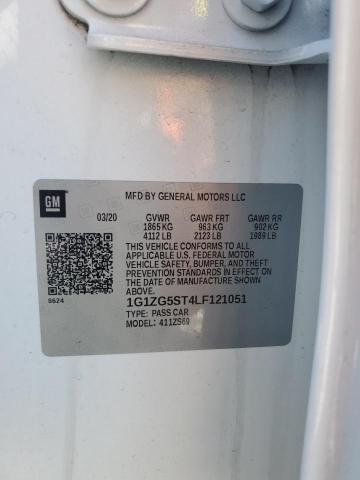 GM
MFD BY GENERAL MOTORS LLC
03/20 GVWR GAWR FRT GAWR RR
1865 KG 963 KG 902 KG
4112 LB 2123 LB 1989 LB
THIS VEHICLE CONFORMS TO ALL
APPLICABLE U.S. FEDERAL MOTOR
VEHICLE SAFETY, BUMPER, AND THEFT
PREVENTION STANDARDS IN EFFECT ON
THE DATE OF MANUFACTURE SHOWN
ABOVE.
8624
1G1ZG5ST4LF121051
TYPE: PASS CAR
MODEL: 411ZS69